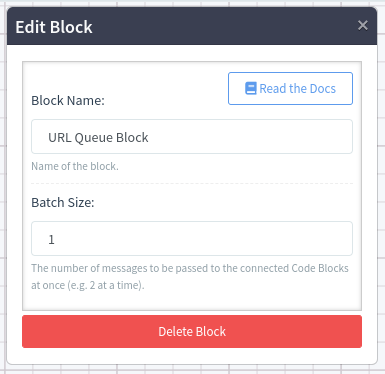 Edit Block
×
Read the Docs
Block Name:
URL Queue Block
Name of the block.
Batch Size:
1
The number of messages to be passed to the connected Code Blocks
at once (e.g. 2 at a time).
Delete Block